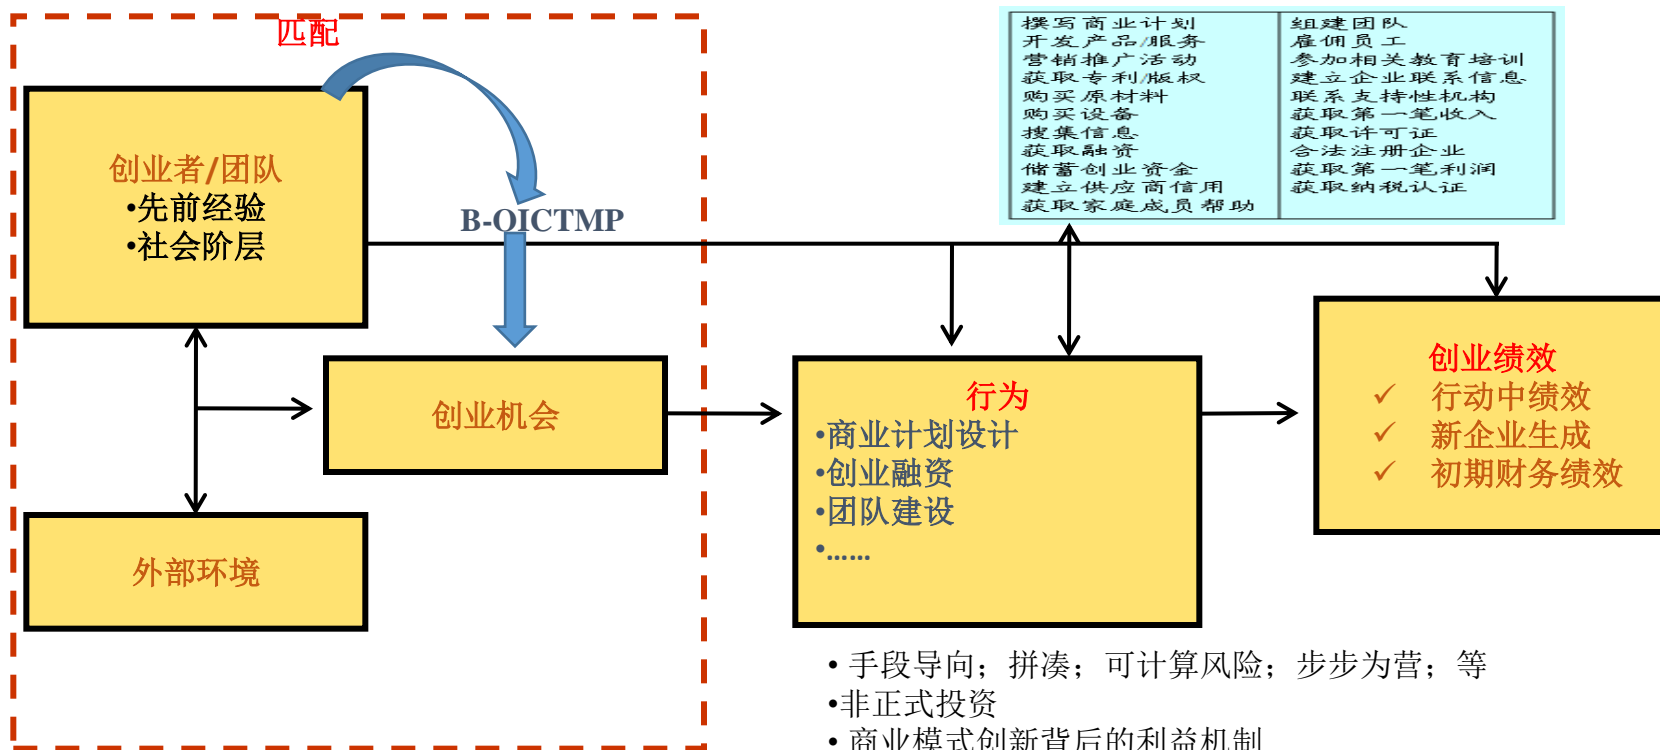 匹配
创业者/团队
•先前经验
•社会阶层
B-OICTMP
创业机会
外部环境
撰写商业计划
开发产品/服务
营销推广活动
获取专利/版权
购买原材料
购买设备
搜集信息
获取融资
储蓄创业资金
建立供应商信用
获取家庭成员帮助
组建团队
雇佣员工
参加相关教育培训
建立企业联系信息
联系支持性机构
获取第一笔收入
获取许可证
合法注册企业
获取第一笔利润
获取纳税认证
行为
•商业计划设计
•创业融资
•团队建设
•……
创业绩效
✓ 行动中绩效
✓ 新企业生成
✓ 初期财务绩效
• 手段导向；拼凑；可计算风险；步步为营；等
•非正式投资
• 商业模式创新背后的利益机制